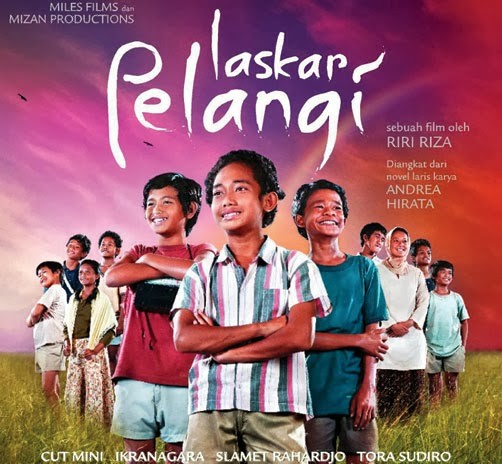 MILES FILMS dan
MIZAN PRODUCTIONS
laskar
Pelangi
sebuah film oleh
RIRI RIZA
Diangkat dari
novel laris karya
ANDREA
HIRATA
CUT MINI IKRANAGARA SLAMET RAHARDJO TORA SUDIRO